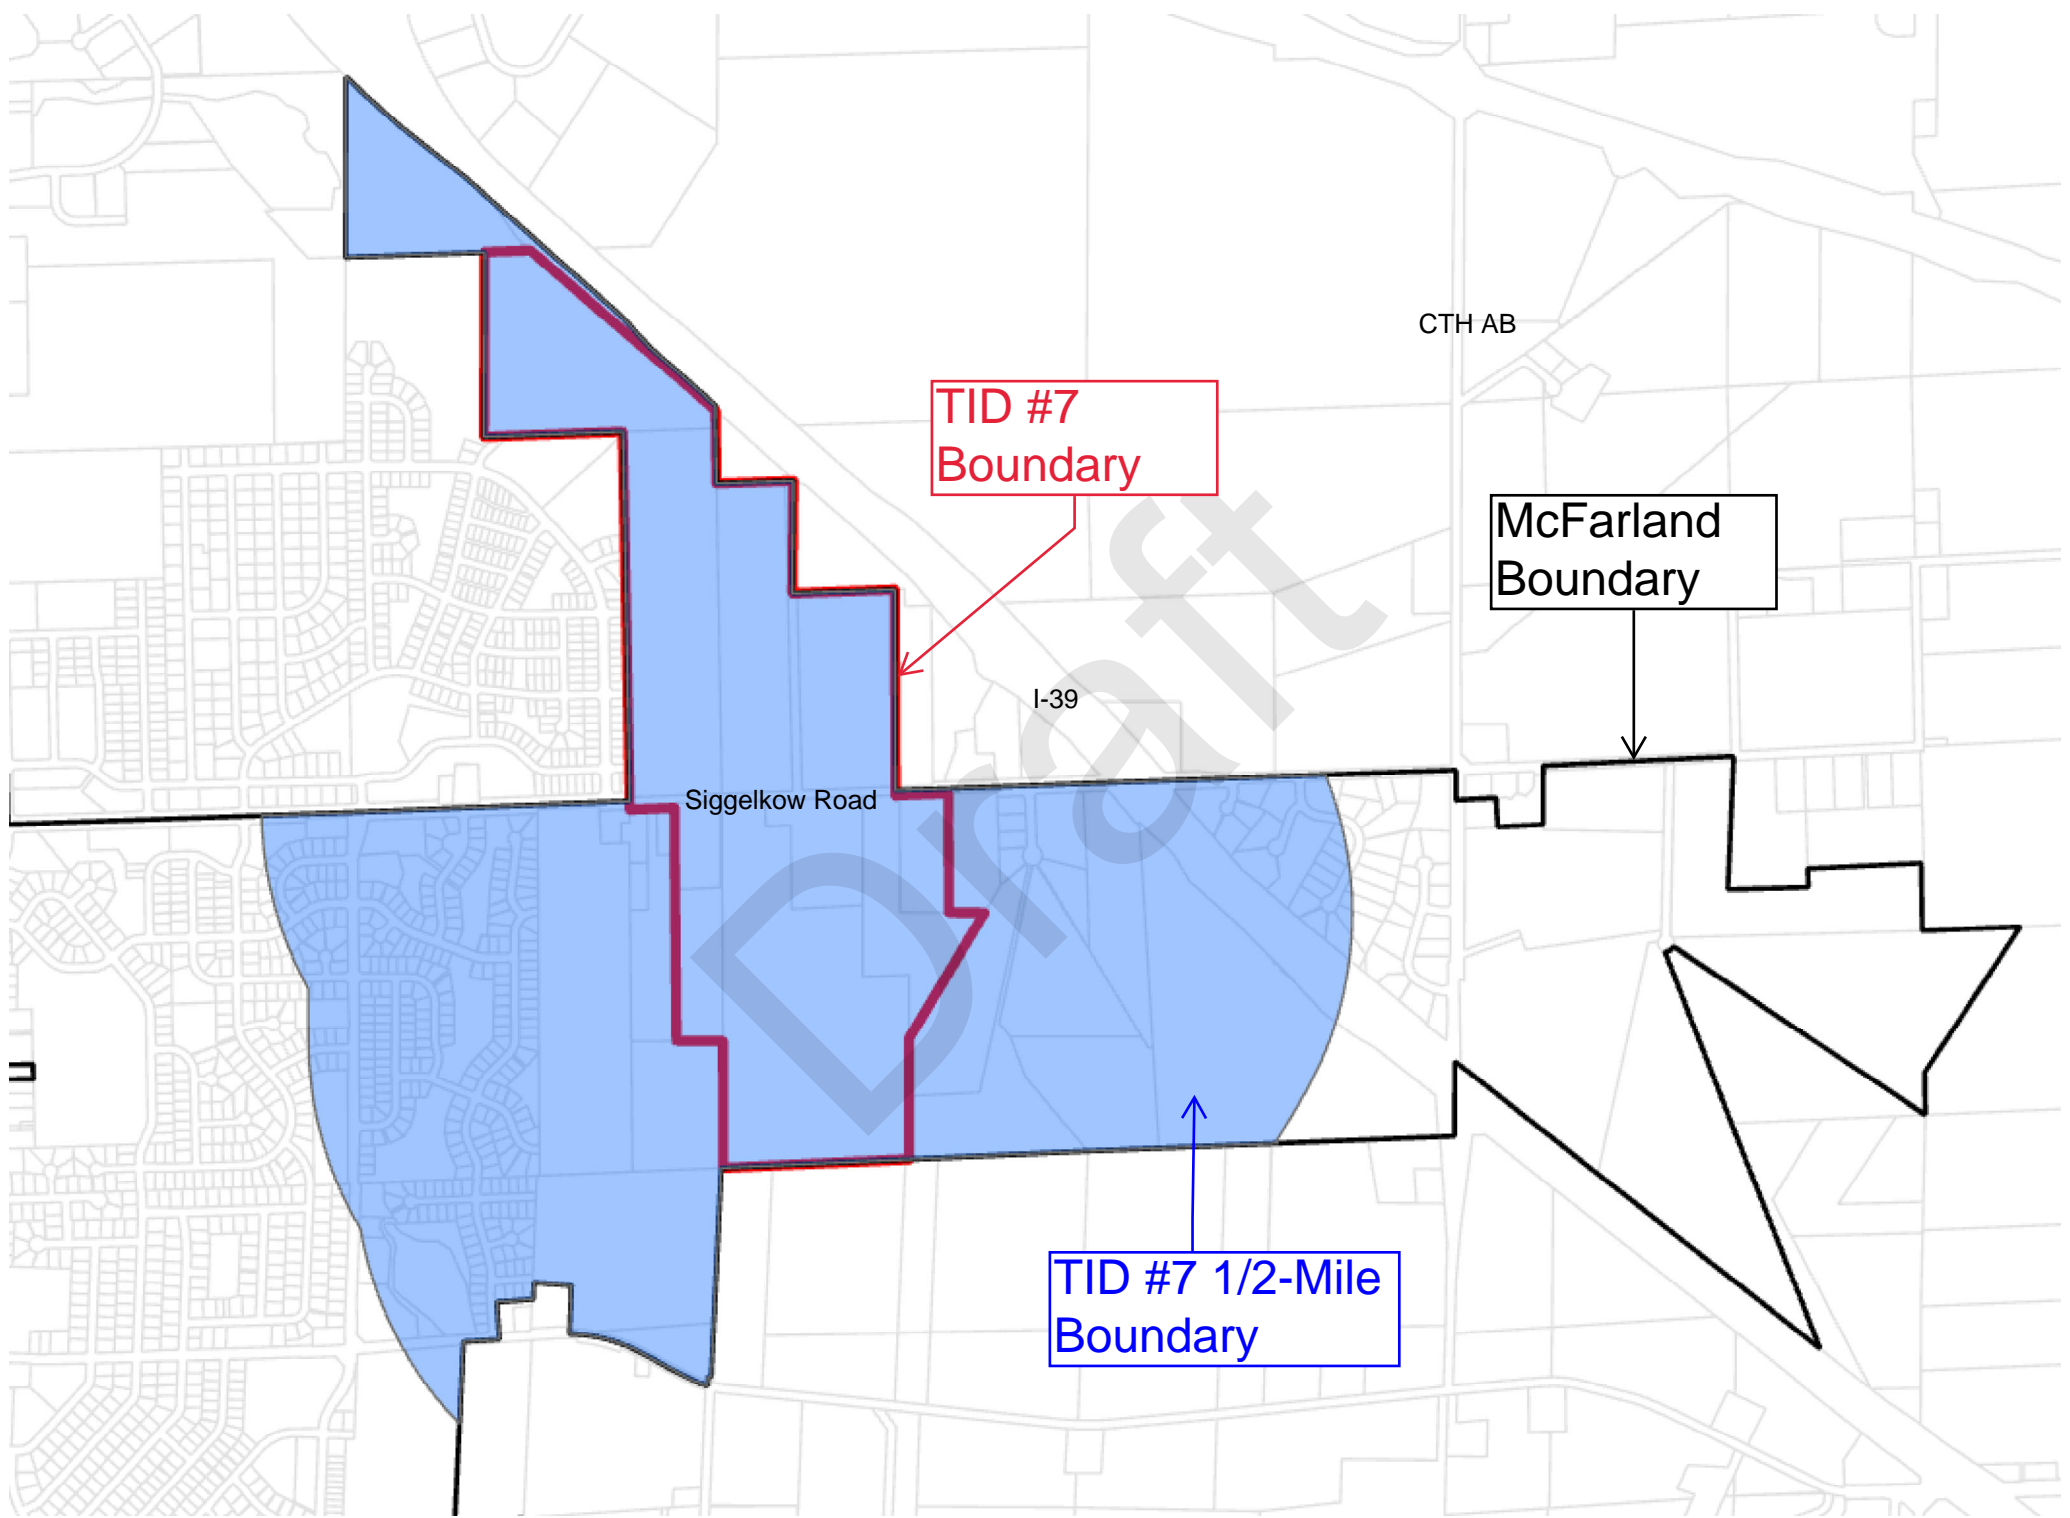 CTH AB
TID #7
Boundary
McFarland
Boundary
I-39
Siggelkow Road
Draft
TID #7 1/2-Mile
Boundary